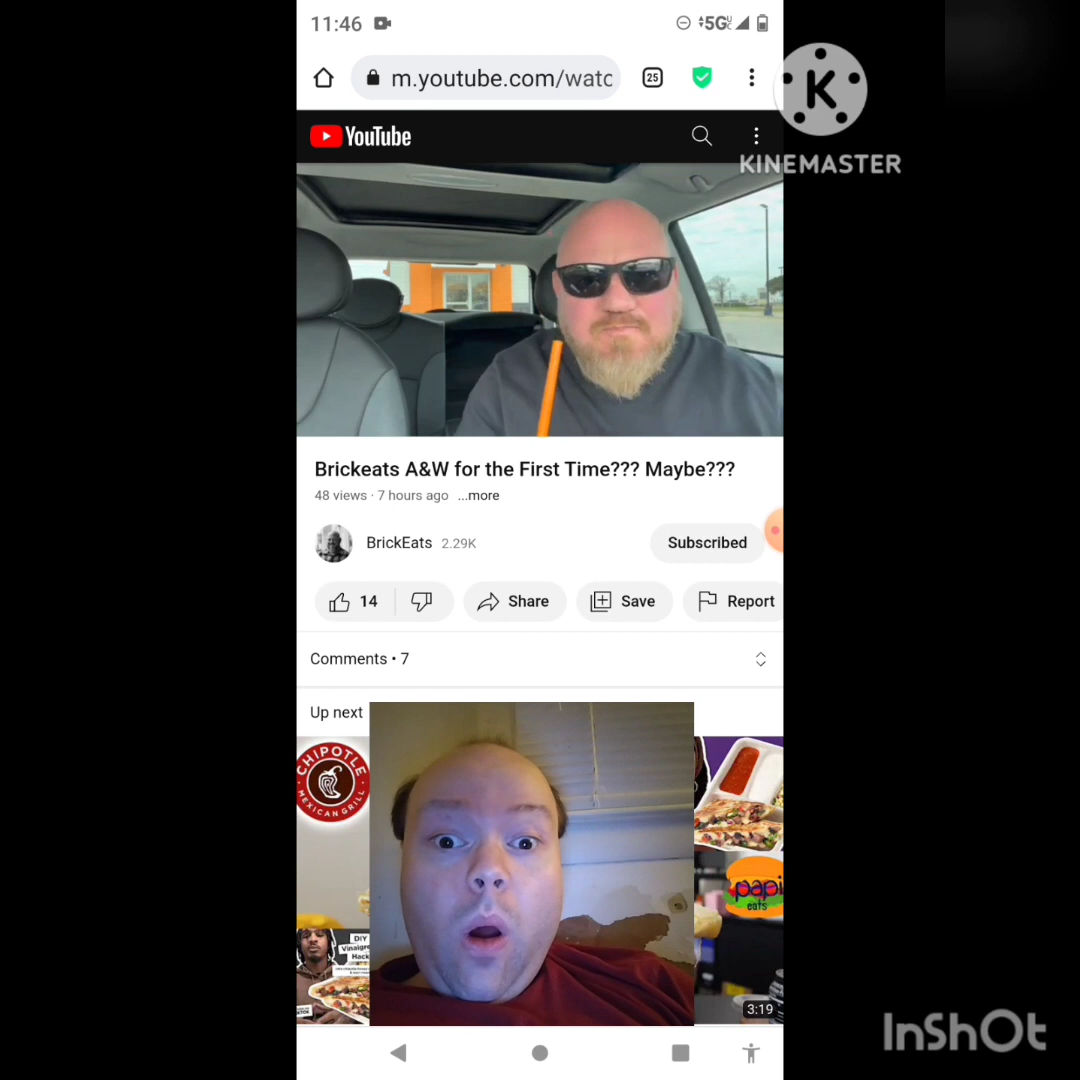 11:46
5G
m.youtube.com/watc
25
K
KINEMASTER
YouTube
Brickeats A&W for the First Time??? Maybe???
48 views · 7 hours ago ...more
BrickEats 2.29K
Subscribed
14
Share
Save
Report
Comments • 7
Up next
CHIPOTLE
MEXICAN GRILL
papi
eats
DIY
Vinaigre
Hack
3:19
InShOt